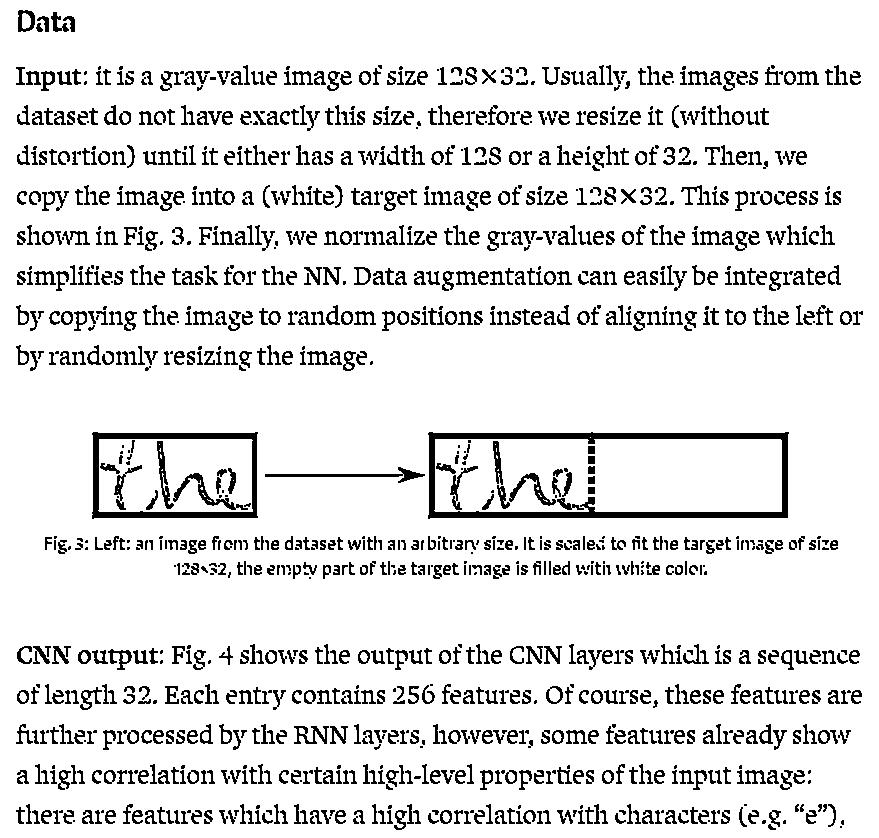 Data
Input: it is a gray-value image of size 128×32. Usually, the images from the
dataset do not have exactly this size, therefore we resize it (without
distortion) until it either has a width of 128 or a height of 32. Then, we
copy the image into a (white) target image of size 128×32. This process is
shown in Fig. 3. Finally, we normalize the gray-values of the image which
simplifies the task for the NN. Data augmentation can easily be integrated
by copying the image to random positions instead of aligning it to the left or
by randomly resizing the image.
the the
Fig. 3: Left: an image from the dataset with an arbitrary size. It is scaled to fit the target image of size
128×32, the empty part of the target image is filled with white color.
CNN output: Fig. 4 shows the output of the CNN layers which is a sequence
of length 32. Each entry contains 256 features. Of course, these features are
further processed by the RNN layers, however, some features already show
a high correlation with certain high-level properties of the input image:
there are features which have a high correlation with characters (e.g. “e”),